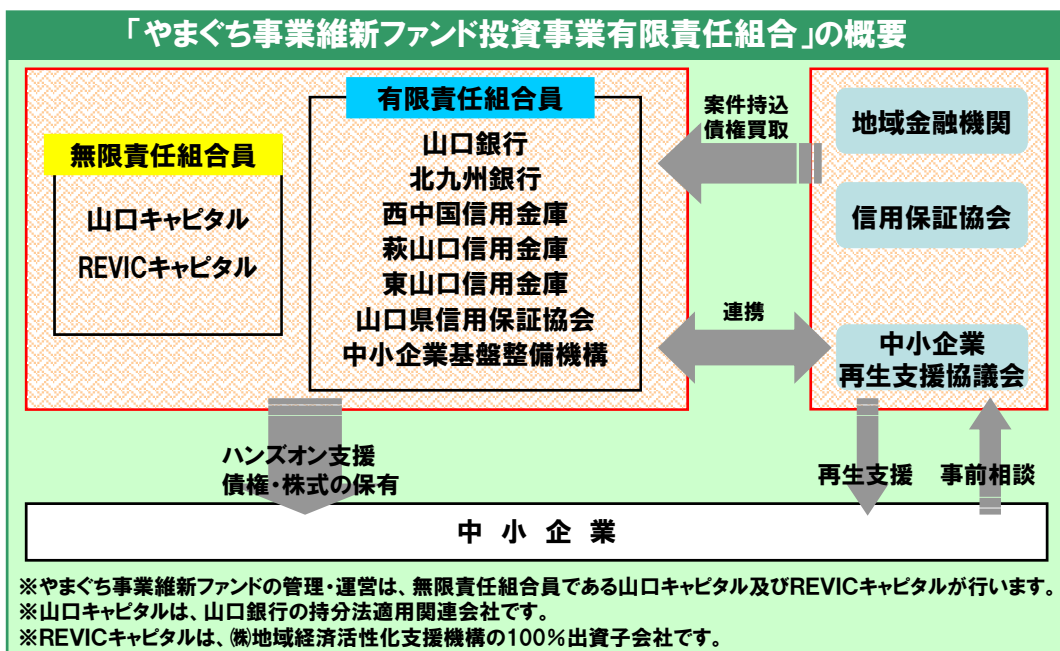 「やまぐち事業維新ファンド投資事業有限責任組合」の概要
無限責任組合員
山口キャピタル
REVICキャピタル
有限責任組合員
山口銀行
北九州銀行
西中国信用金庫
萩山口信用金庫
東山口信用金庫
山口県信用保証協会
中小企業基盤整備機構
案件持込
債権買取
連携
地域金融機関
信用保証協会
中小企業
再生支援協議会
ハンズオン支援
債権・株式の保有
再生支援
事前相談
中小企業
※やまぐち事業維新ファンドの管理・運営は、無限責任組合員である山口キャピタル及びREVICキャピタルが行います。
※山口キャピタルは、山口銀行の持分法適用関連会社です。
※REVICキャピタルは、㈱地域経済活性化支援機構の100%出資子会社です。